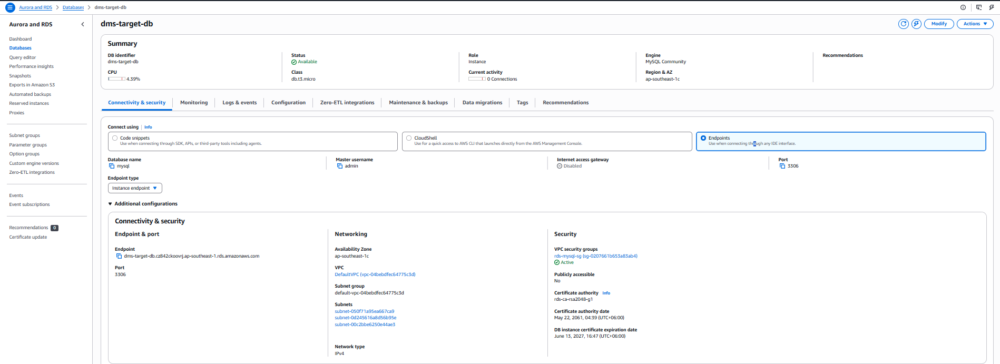 Aurora and RDS > Databases > dms-target-db
Aurora and RDS
Dashboard
Databases
Query editor
Performance insights
Snapshots
Exports in Amazon S3
Automated backups
Reserved instances
Proxies
Subnet groups
Parameter groups
Option groups
Custom engine versions
Zero-ETL integrations
Events
Event subscriptions
Recommendations 0
Certificate update
dms-target-db
Modify
Actions
Summary
DB identifier
dms-target-db
Status
Available
Role
Instance
Engine
MySQL Community
Recommendations
CPU
4.39%
Class
db.t3.micro
Current activity
0 Connections
Region & AZ
ap-southeast-1c
Connectivity & security
Monitoring
Logs & events
Configuration
Zero-ETL integrations
Maintenance & backups
Data migrations
Tags
Recommendations
Connect using Info
Code snippets
Use when connecting through SDK, APIs, or third-party tools including agents.
CloudShell
Use for a quick access to AWS CLI that launches directly from the AWS Management Console.
Endpoints
Use when connecting through any IDE interface.
Database name
mysql
Master username
admin
Internet access gateway
Disabled
Port
3306
Endpoint type
Instance endpoint
Additional configurations
Connectivity & security
Endpoint & port
Endpoint
dms-target-db.cz842ckoovrj.ap-southeast-1.rds.amazonaws.com
Port
3306
Networking
Availability Zone
ap-southeast-1c
VPC
DefaultVPC (vpc-04bebdfec64775c3d)
Subnet group
default-vpc-04bebdfec64775c3d
Subnets
subnet-050f71a95ea667ca9
subnet-0d245616a8d56b95e
subnet-00c2bbe6250e44ae3
Network type
IPv4
Security
VPC security groups
rds-mysql-sg (sg-0207661b653a83ab4)
Active
Publicly accessible
No
Certificate authority Info
rds-ca-rsa2048-g1
Certificate authority date
May 22, 2061, 04:39 (UTC+06:00)
DB instance certificate expiration date
June 13, 2027, 16:47 (UTC+06:00)